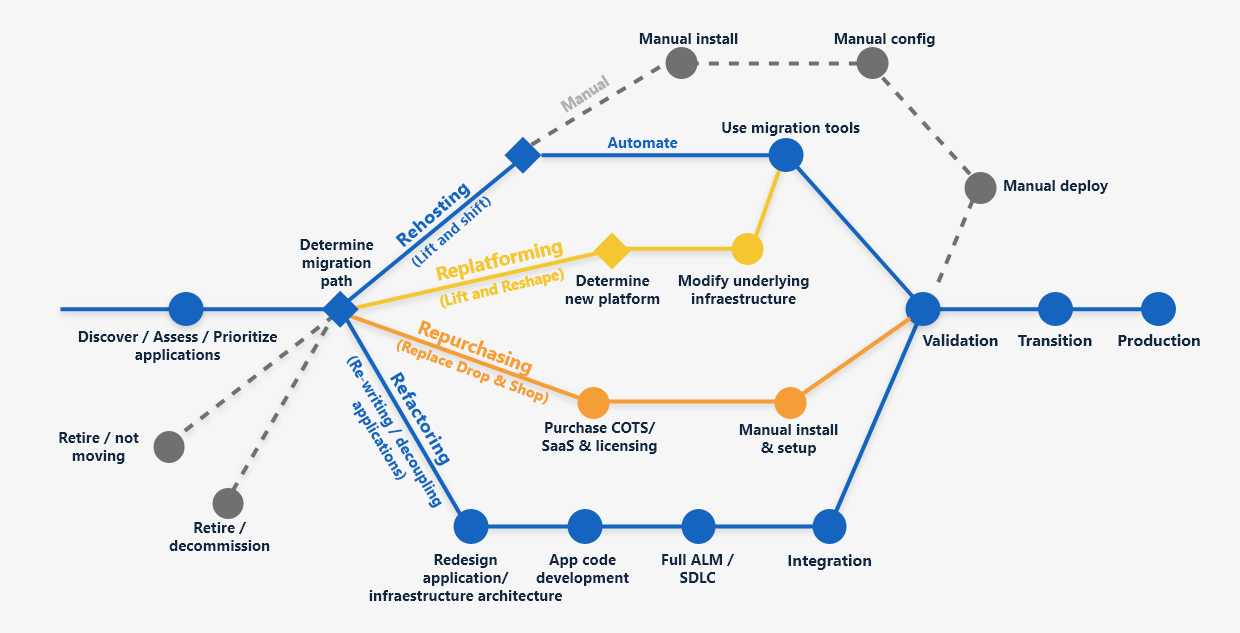 Manual install
Manual config
Manual
Use migration tools
Automate
Manual deploy
Rehosting
(Lift and shift)
Determine
migration
path
Replatforming
(Lift and Reshape)
Determine
new platform
Modify underlying
infraestructure
Discover / Assess / Prioritize
applications
Validation
Transition
Production
Repurchasing
(Replace Drop & Shop)
Purchase COTS/
SaaS & licensing
Manual install
& setup
Refactoring
(Re-writing / decoupling
applications)
Retire / not
moving
Retire /
decommission
Redesign
application/
infraestructure architecture
App code
development
Full ALM /
SDLC
Integration